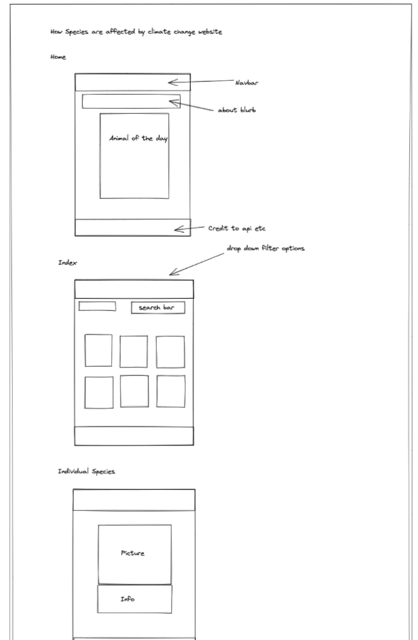 How Species are affected by climate change website
Home
Navbar
about blurb
Animal of the day
Credit to api etc
drop down filter options
Index
search bar
Individual Species
Picture
Info